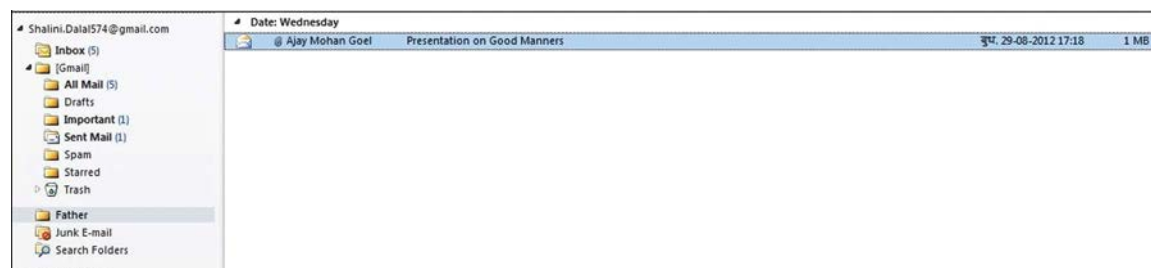 Shalini.Dalal574@gmail.com
Inbox (5)
[Gmail]
All Mail (5)
Drafts
Important (1)
Sent Mail (1)
Spam
Starred
Trash
Father
Junk E-mail
Search Folders
Date: Wednesday
Ajay Mohan Goel Presentation on Good Manners बुध. 29-08-2012 17:18 1 MB